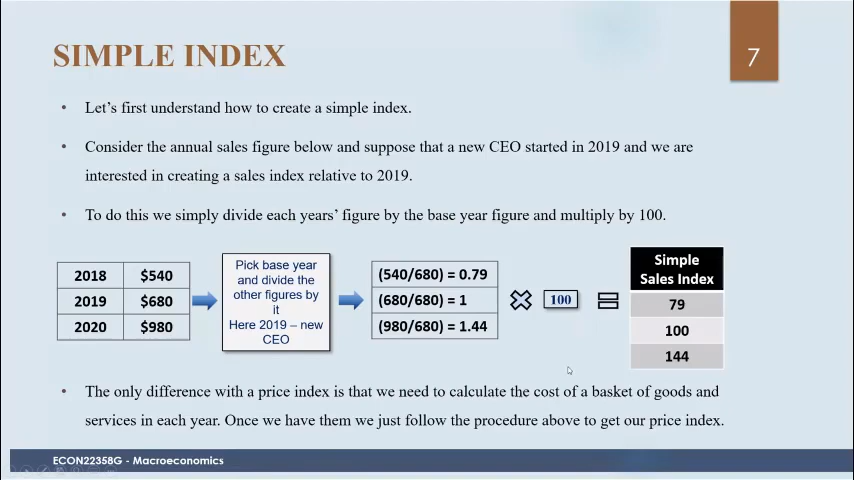 SIMPLE INDEX
7
• Let's first understand how to create a simple index.
• Consider the annual sales figure below and suppose that a new CEO started in 2019 and we are
interested in creating a sales index relative to 2019.
• To do this we simply divide each years' figure by the base year figure and multiply by 100.
2018 $540
2019 $680
2020 $980
Pick base year
and divide the
other figures by
it
Here 2019 – new
CEO
(540/680) = 0.79
(680/680) = 1
(980/680) = 1.44
100
Simple
Sales Index
79
100
144
• The only difference with a price index is that we need to calculate the cost of a basket of goods and
services in each year. Once we have them we just follow the procedure above to get our price index.
ECON22358G - Macroeconomics